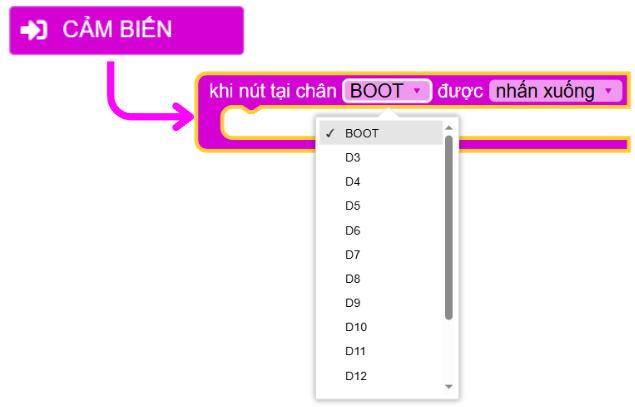 CẢM BIẾN
khi nút tại chân BOOT được nhấn xuống
✓ BOOT
D3
D4
D5
D6
D7
D8
D9
D10
D11
D12